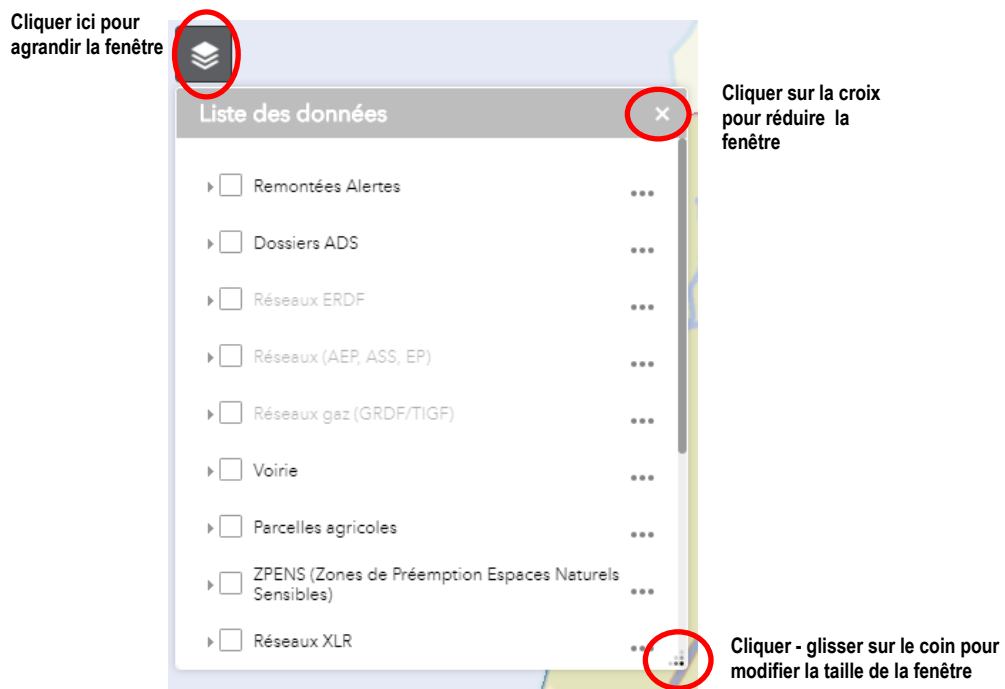 Cliquer ici pour
agrandir la fenêtre
Liste des données
Cliquer sur la croix
pour réduire la
fenêtre
Remontées Alertes
Dossiers ADS
Réseaux ERDF
Réseaux (AEP, ASS, EP)
Réseaux gaz (GRDF/TIGF)
Voirie
Parcelles agricoles
ZPENS (Zones de Préemption Espaces Naturels
Sensibles)
Réseaux XLR
Cliquer - glisser sur le coin pour
modifier la taille de la fenêtre